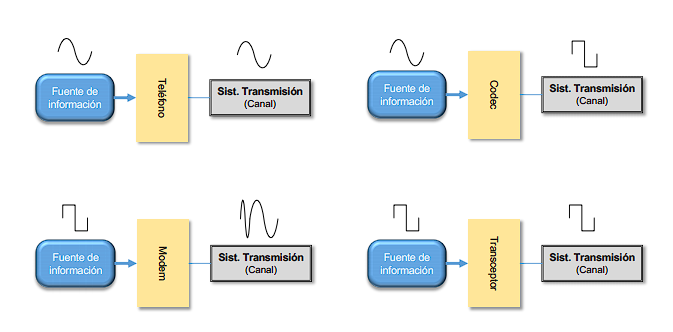 Fuente de
información
Teléfono
Sist. Transmisión
(Canal)
Fuente de
información
Codec
Sist. Transmisión
(Canal)
Fuente de
información
Modem
Sist. Transmisión
(Canal)
Fuente de
información
Transceptor
Sist. Transmisión
(Canal)